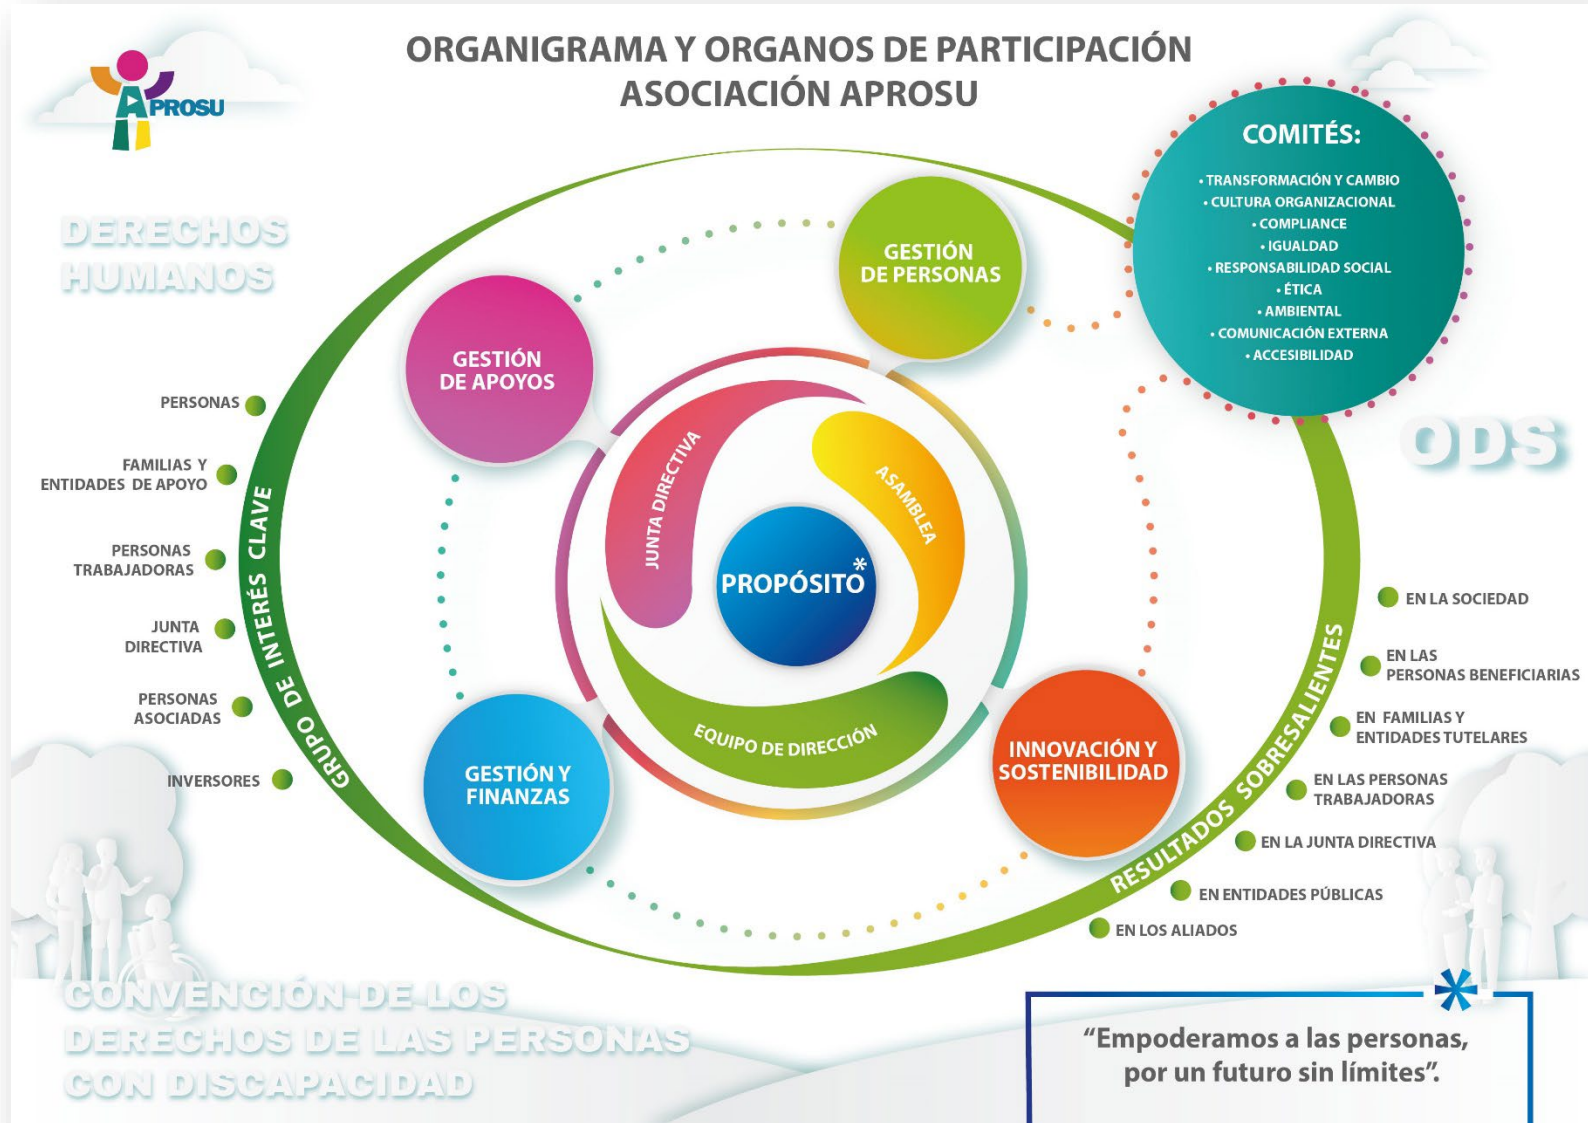 ORGANIGRAMA Y ORGANOS DE PARTICIPACIÓN
ASOCIACIÓN APROSU
APROSU
DERECHOS
HUMANOS
COMITÉS:
• TRANSFORMACIÓN Y CAMBIO
• CULTURA ORGANIZACIONAL
• COMPLIANCE
• IGUALDAD
• RESPONSABILIDAD SOCIAL
• ÉTICA
• AMBIENTAL
• COMUNICACIÓN EXTERNA
• ACCESIBILIDAD
GESTIÓN
DE PERSONAS
GESTIÓN
DE APOYOS
JUNTA DIRECTIVA
ASAMBLEA
PROPÓSITO*
EQUIPO DE DIRECCIÓN
GESTIÓN Y
FINANZAS
INNOVACIÓN Y
SOSTENIBILIDAD
GRUPO DE INTERÉS CLAVE
PERSONAS
FAMILIAS Y
ENTIDADES DE APOYO
PERSONAS
TRABAJADORAS
JUNTA
DIRECTIVA
PERSONAS
ASOCIADAS
INVERSORES
ODS
RESULTADOS SOBRESALIENTES
EN LA SOCIEDAD
EN LAS
PERSONAS BENEFICIARIAS
EN FAMILIAS Y
ENTIDADES TUTELARES
EN LAS PERSONAS
TRABAJADORAS
EN LA JUNTA DIRECTIVA
EN ENTIDADES PÚBLICAS
EN LOS ALIADOS
CONVENCIÓN DE LOS
DERECHOS DE LAS PERSONAS
CON DISCAPACIDAD
*
“Empoderamos a las personas,
por un futuro sin límites”.